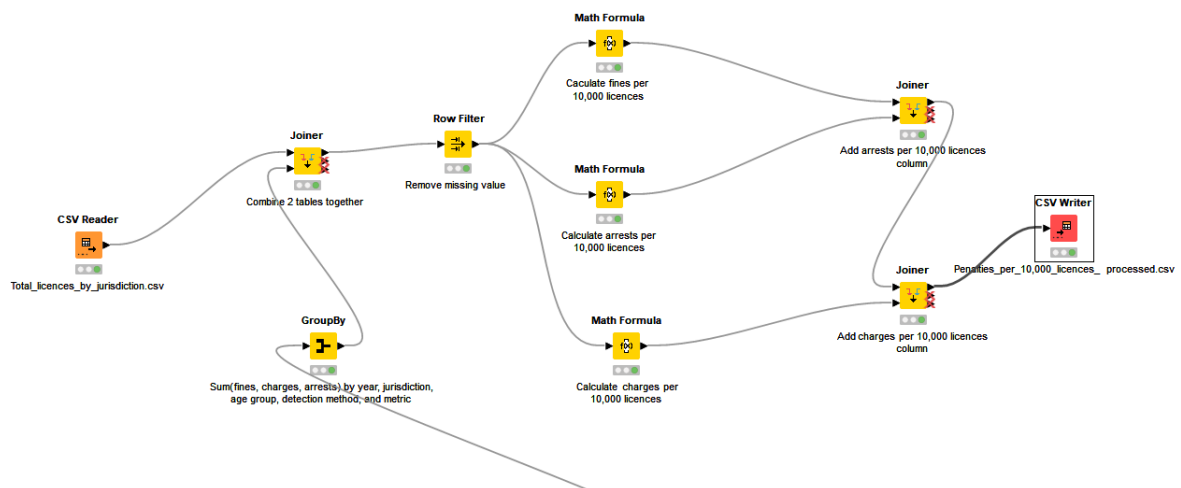 Math Formula
Caculate fines per
10,000 licences
Joiner
Add arrests per 10,000 licences
column
Row Filter
Remove missing value
Joiner
Combine 2 tables together
Math Formula
Calculate arrests per
10,000 licences
CSV Reader
Total_licences_by_jurisdiction.csv
CSV Writer
Penalties_per_10,000_licences_ processed.csv
Joiner
Add charges per 10,000 licences
column
GroupBy
Sum(fines, charges, arrests) by year, jurisdiction,
age group, detection method, and metric
Math Formula
Calculate charges per
10,000 licences